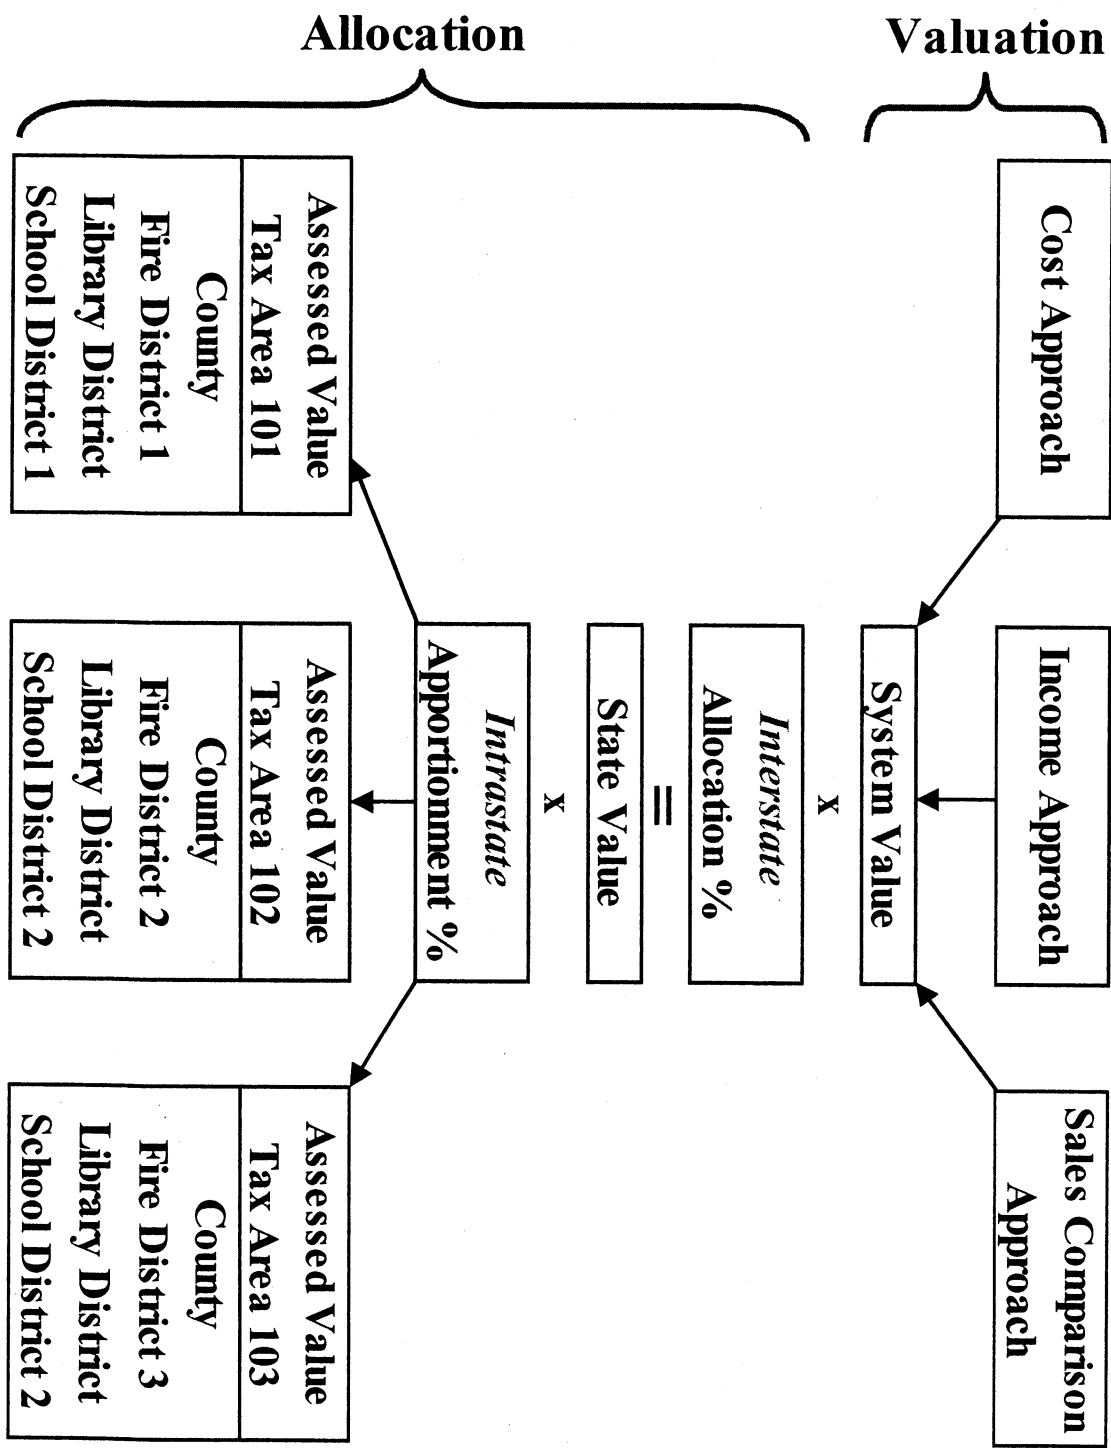 Valuation
Cost Approach
Income Approach
Sales Comparison
Approach
System Value
x
Allocation
Interstate
Allocation %
=
State Value
x
Intrastate
Apportionment %
Assessed Value
Tax Area 101
County
Fire District 1
Library District
School District 1
Assessed Value
Tax Area 102
County
Fire District 2
Library District
School District 2
Assessed Value
Tax Area 103
County
Fire District 3
Library District
School District 2